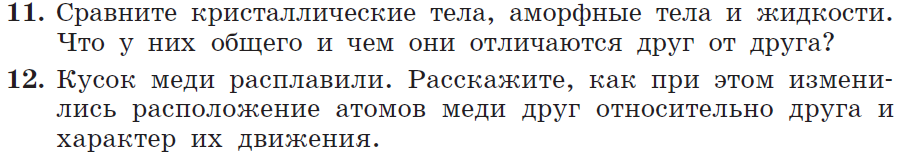 11. Сравните кристаллические тела, аморфные тела и жидкости.
Что у них общего и чем они отличаются друг от друга?
12. Кусок меди расплавили. Расскажите, как при этом измени-
лись расположение атомов меди друг относительно друга и
характер их движения.